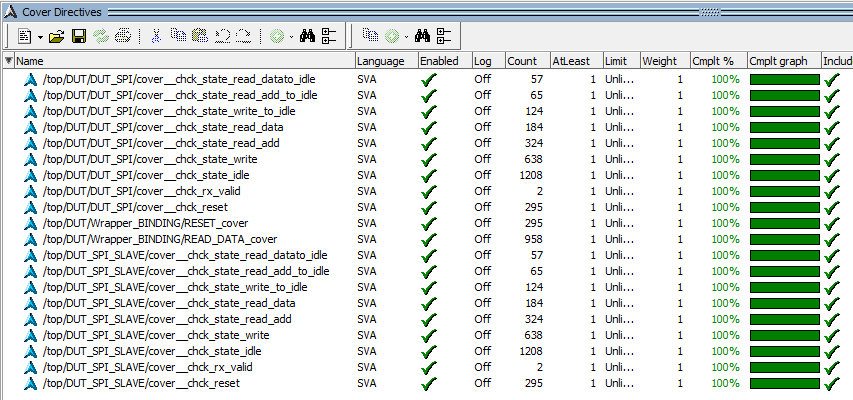 Cover Directives
Name Language Enabled Log Count AtLeast Limit Weight Cmplt % Cmplt graph Includ
/top/DUT/DUT_SPI/cover__chck_state_read_datato_idle SVA Off 57 1 Unli... 1 100%
/top/DUT/DUT_SPI/cover__chck_state_read_add_to_idle SVA Off 65 1 Unli... 1 100%
/top/DUT/DUT_SPI/cover__chck_state_write_to_idle SVA Off 124 1 Unli... 1 100%
/top/DUT/DUT_SPI/cover__chck_state_read_data SVA Off 184 1 Unli... 1 100%
/top/DUT/DUT_SPI/cover__chck_state_read_add SVA Off 324 1 Unli... 1 100%
/top/DUT/DUT_SPI/cover__chck_state_write SVA Off 638 1 Unli... 1 100%
/top/DUT/DUT_SPI/cover__chck_state_idle SVA Off 1208 1 Unli... 1 100%
/top/DUT/DUT_SPI/cover__chck_rx_valid SVA Off 2 1 Unli... 1 100%
/top/DUT/DUT_SPI/cover__chck_reset SVA Off 295 1 Unli... 1 100%
/top/DUT/Wrapper_BINDING/RESET_cover SVA Off 295 1 Unli... 1 100%
/top/DUT/Wrapper_BINDING/READ_DATA_cover SVA Off 958 1 Unli... 1 100%
/top/DUT_SPI_SLAVE/cover__chck_state_read_datato_idle SVA Off 57 1 Unli... 1 100%
/top/DUT_SPI_SLAVE/cover__chck_state_read_add_to_idle SVA Off 65 1 Unli... 1 100%
/top/DUT_SPI_SLAVE/cover__chck_state_write_to_idle SVA Off 124 1 Unli... 1 100%
/top/DUT_SPI_SLAVE/cover__chck_state_read_data SVA Off 184 1 Unli... 1 100%
/top/DUT_SPI_SLAVE/cover__chck_state_read_add SVA Off 324 1 Unli... 1 100%
/top/DUT_SPI_SLAVE/cover__chck_state_write SVA Off 638 1 Unli... 1 100%
/top/DUT_SPI_SLAVE/cover__chck_state_idle SVA Off 1208 1 Unli... 1 100%
/top/DUT_SPI_SLAVE/cover__chck_rx_valid SVA Off 2 1 Unli... 1 100%
/top/DUT_SPI_SLAVE/cover__chck_reset SVA Off 295 1 Unli... 1 100%